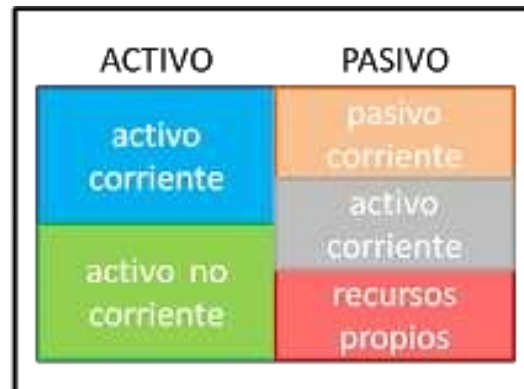 ACTIVO
PASIVO
activo
corriente
activo no
corriente
pasivo
corriente
activo
corriente
recursos
propios